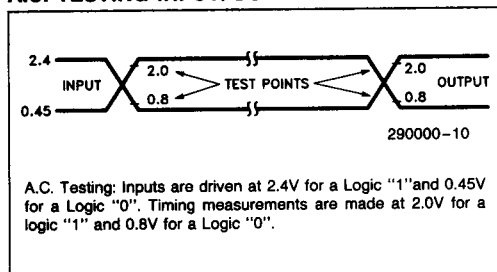 A.C. TESTING INPUT/
2.4
2.0
2.0
INPUT
TEST POINTS
OUTPUT
0.8
0.8
0.45
290000–10
A.C. Testing: Inputs are driven at 2.4V for a Logic "1"and 0.45V
for a Logic "0". Timing measurements are made at 2.0V for a
logic "1" and 0.8V for a Logic "0".